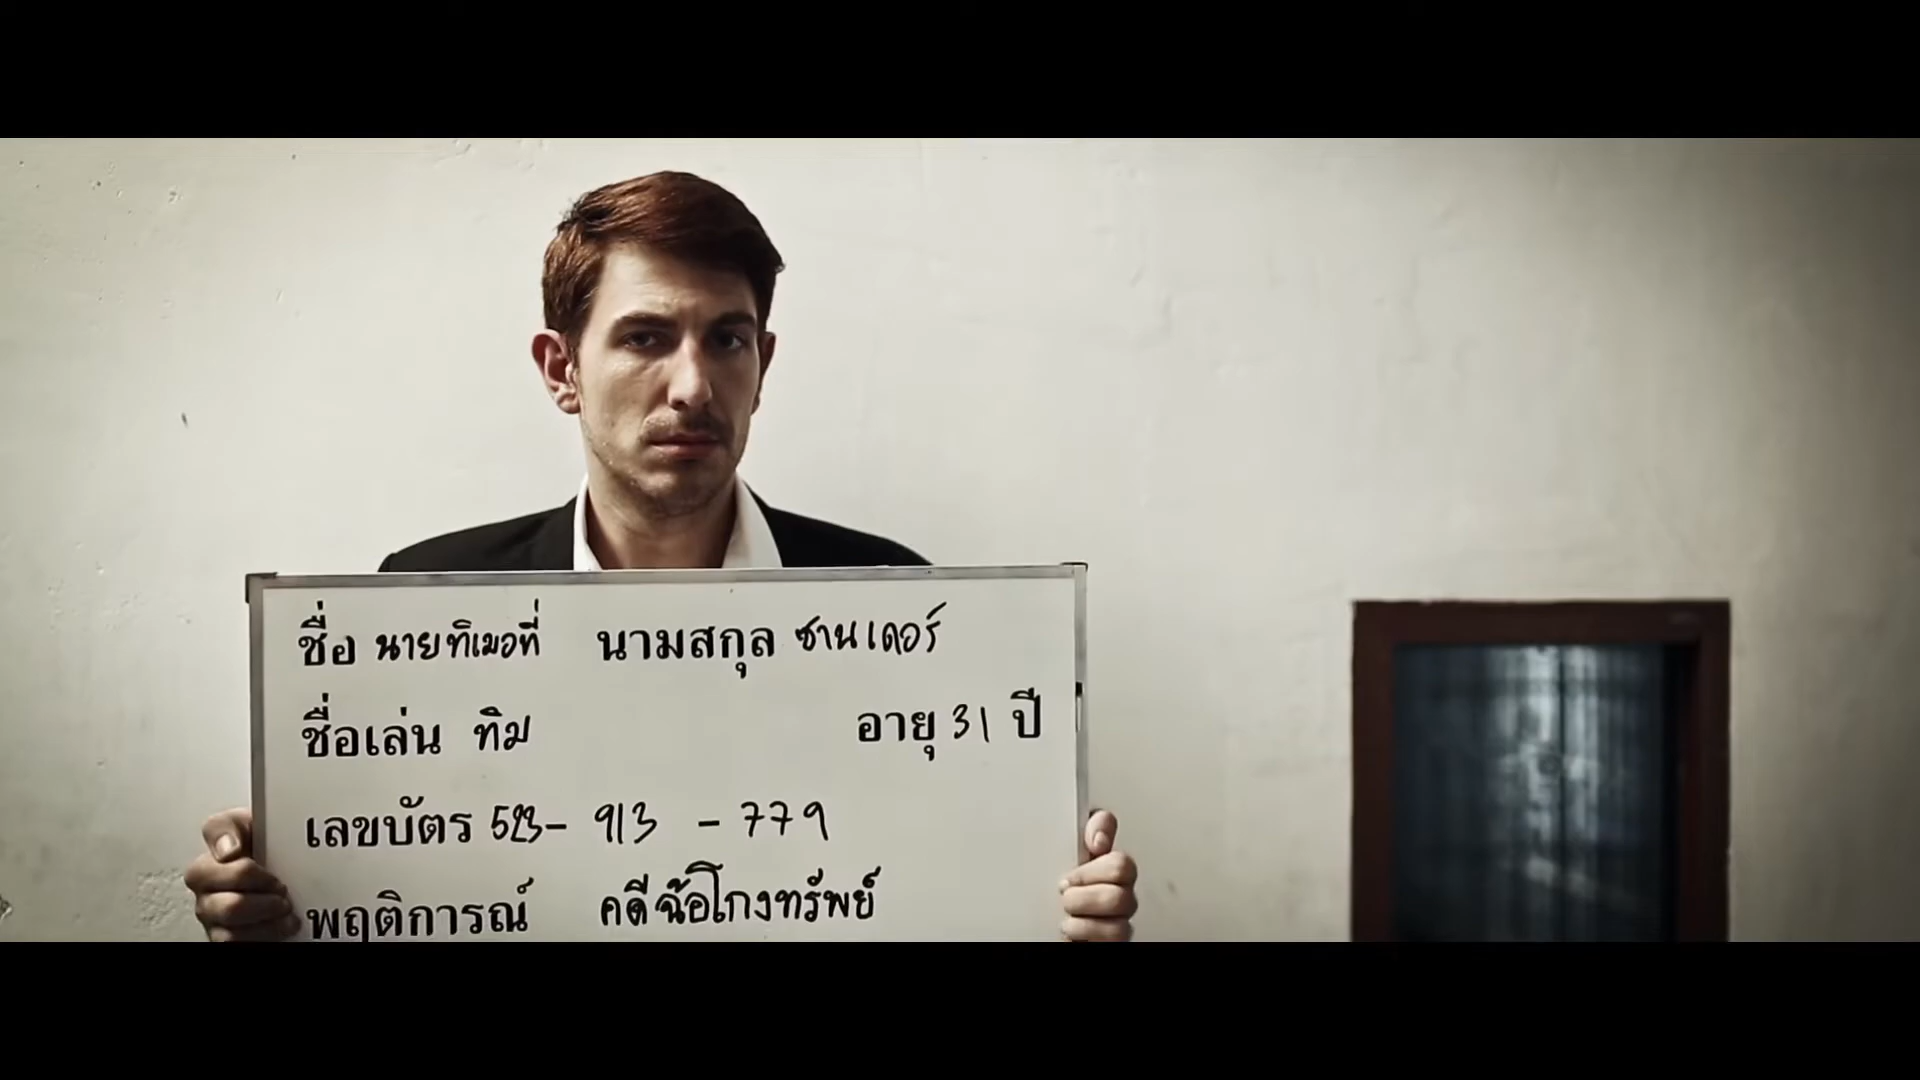 ชื่อ นายทิเมอที่ นามสกุล ซานเดอร์
ชื่อเล่น ทิม อายุ 31 ปี
เลขบัตร 523- 913 - 779
พฤติการณ์ คดีฉ้อโกงทรัพย์